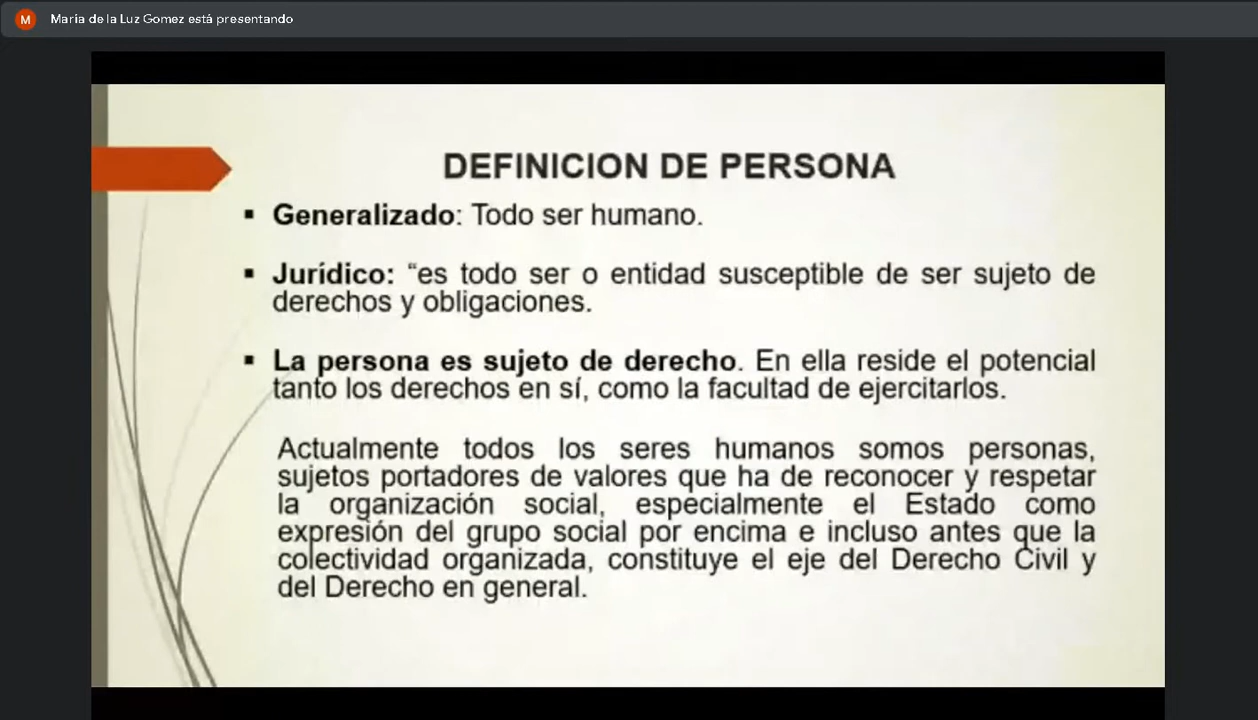 M
Maria de la Luz Gomez está presentando
DEFINICION DE PERSONA
▪ Generalizado: Todo ser humano.
▪ Jurídico: “es todo ser o entidad susceptible de ser sujeto de
derechos y obligaciones.
▪ La persona es sujeto de derecho. En ella reside el potencial
tanto los derechos en sí, como la facultad de ejercitarlos.
Actualmente todos los seres humanos somos personas,
sujetos portadores de valores que ha de reconocer y respetar
la organización social, especialmente el Estado como
expresión del grupo social por encima e incluso antes que la
colectividad organizada, constituye el eje del Derecho Civil y
del Derecho en general.